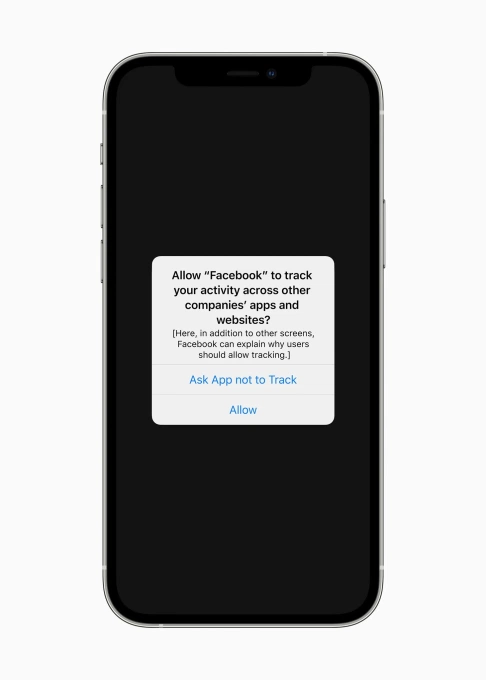 Allow “Facebook” to track
your activity across other
companies’ apps and
websites?
[Here, in addition to other screens,
Facebook can explain why users
should allow tracking.]
Ask App not to Track
Allow